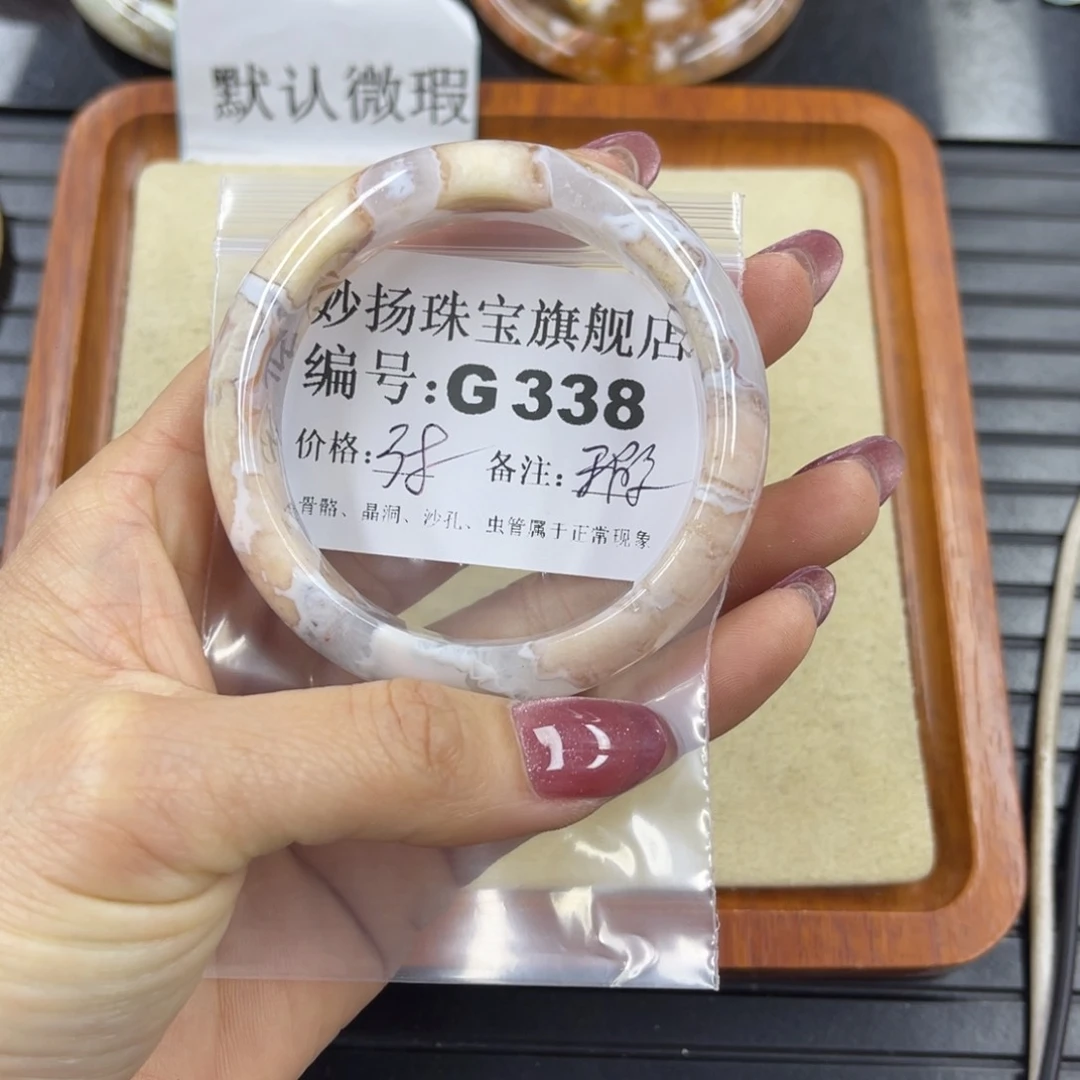 默认微瑕
妙扬珠宝旗舰店
编号:G338
价格: 备注:
骨骼、晶洞、沙孔、虫管属于正常现象